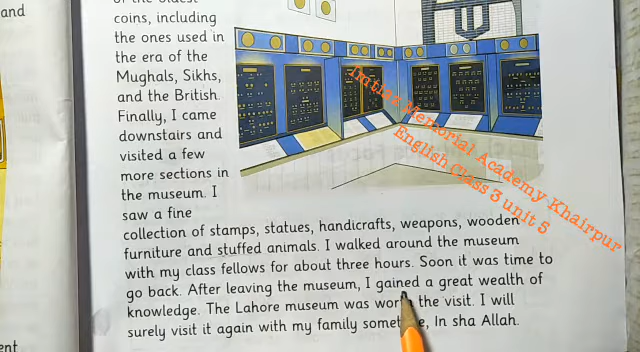 and
of the oldest
coins, including
the ones used in
the era of the
Mughals, Sikhs,
and the British.
Finally, I came
downstairs and
visited a few
more sections in
the museum. I
saw a fine
collection of stamps, statues, handicrafts, weapons, wooden
furniture and stuffed animals. I walked around the museum
with my class fellows for about three hours. Soon it was time to
go back. After leaving the museum, I gained a great wealth of
knowledge. The Lahore museum was the visit. I will
surely visit it again with my family In sha Allah.
ent
Imtiaz Memorial Academy Khairpur
English class 3 unit 5